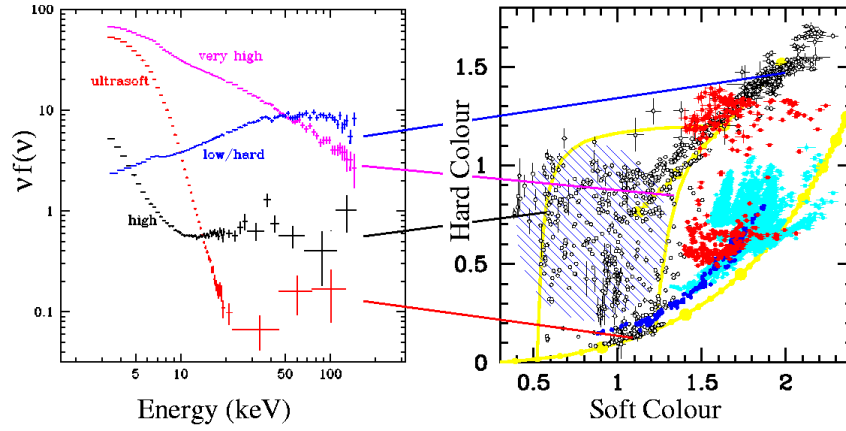 νf(ν)
100
10
1
0.1
very high
ultrasoft
low/hard
high
5
10
50
100
Energy (keV)
Hard Colour
1.5
1
0.5
0
0.5
1
1.5
2
Soft Colour